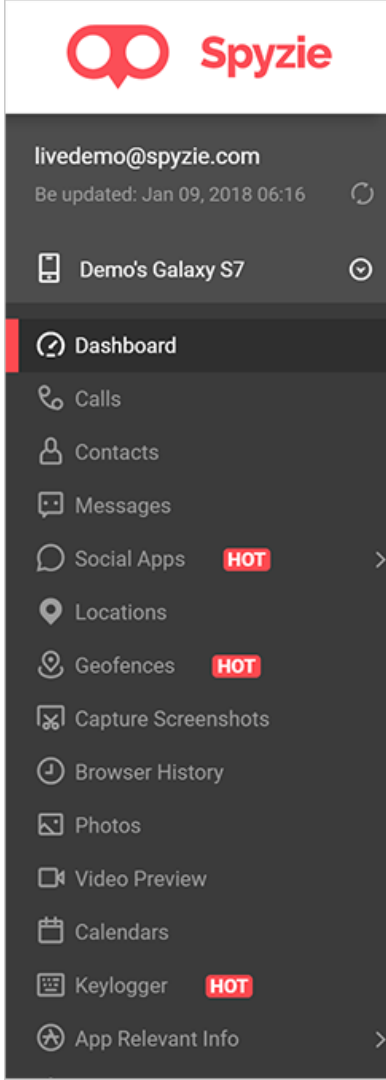 Spyzie
livedemo@spyzie.com
Be updated: Jan 09, 2018 06:16
Demo's Galaxy S7
Dashboard
Calls
Contacts
Messages
Social Apps HOT
Locations
Geofences HOT
Capture Screenshots
Browser History
Photos
Video Preview
Calendars
Keylogger HOT
App Relevant Info